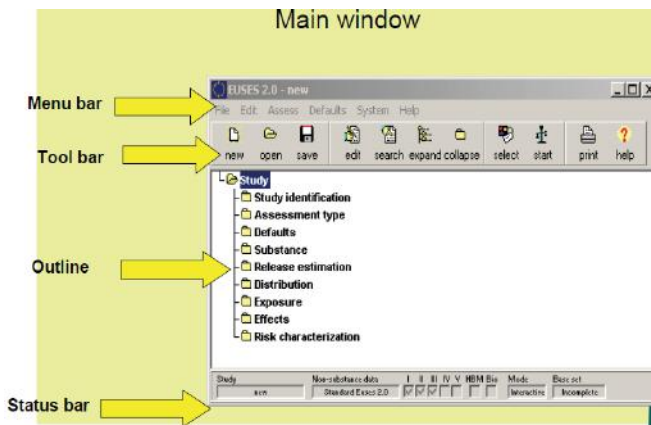 Main window
EUSES 2.0 - new
Menu bar
File Edit Assess Defaults System Help
Tool bar
new open save edit search expand collapse select start print help
Study
Study identification
Assessment type
Defaults
Substance
Outline
Release estimation
Distribution
Exposure
Effects
Risk characterization
Study Non-substance data I II III IV V HBM Bio Mode Base set
new Standard Euses 2.0 Interactive Incomplete
Status bar